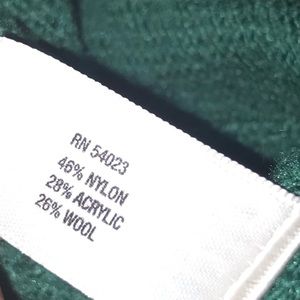 RN 54023
46% NYLON
28% ACRYLIC
26% WOOL